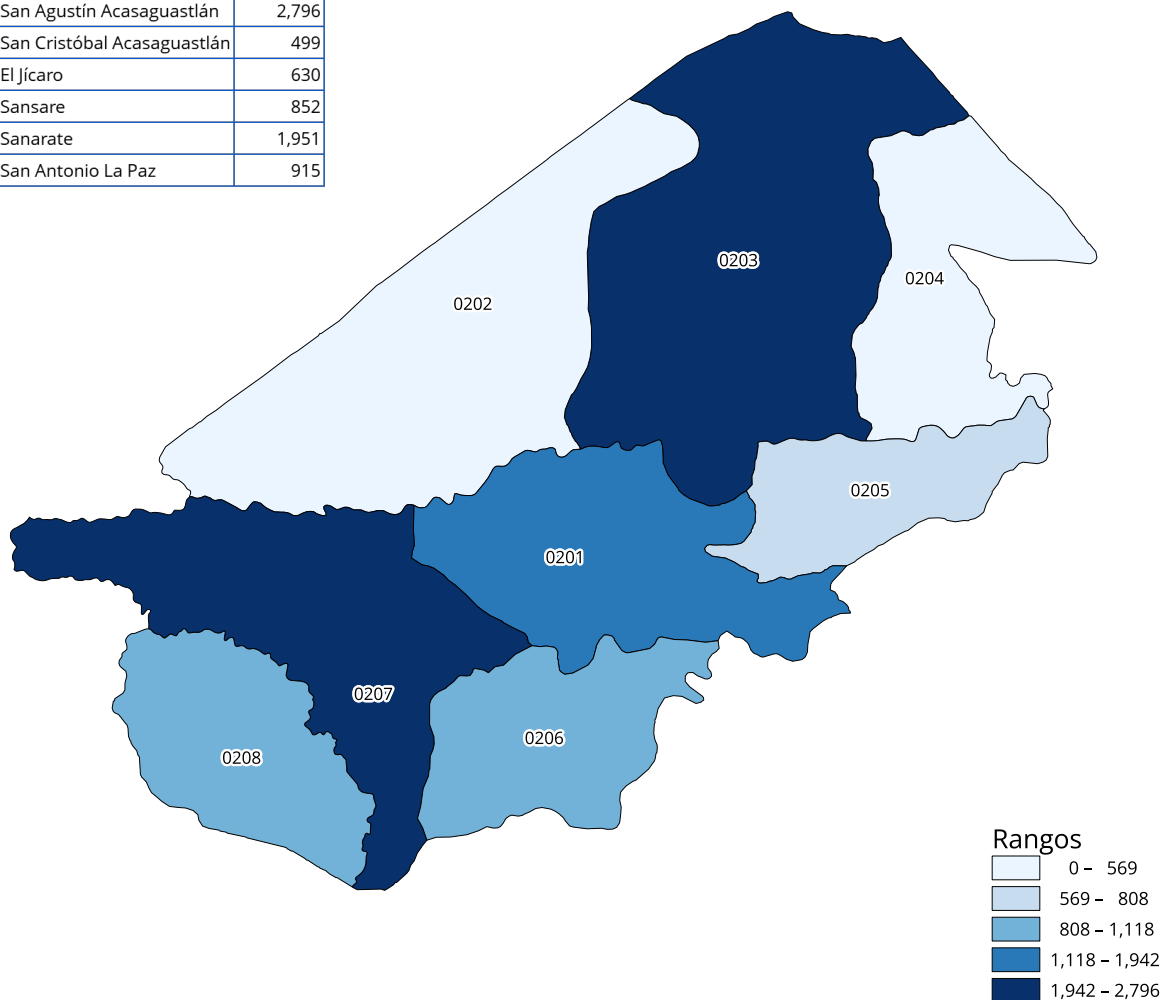 San Agustín Acasaguastlán 2,796
San Cristóbal Acasaguastlán 499
El Jícaro 630
Sansare 852
Sanarate 1,951
San Antonio La Paz 915
0203
0204
0202
0205
0201
0207
0206
0208
Rangos
0 – 569
569 – 808
808 – 1,118
1,118 – 1,942
1,942 – 2,796